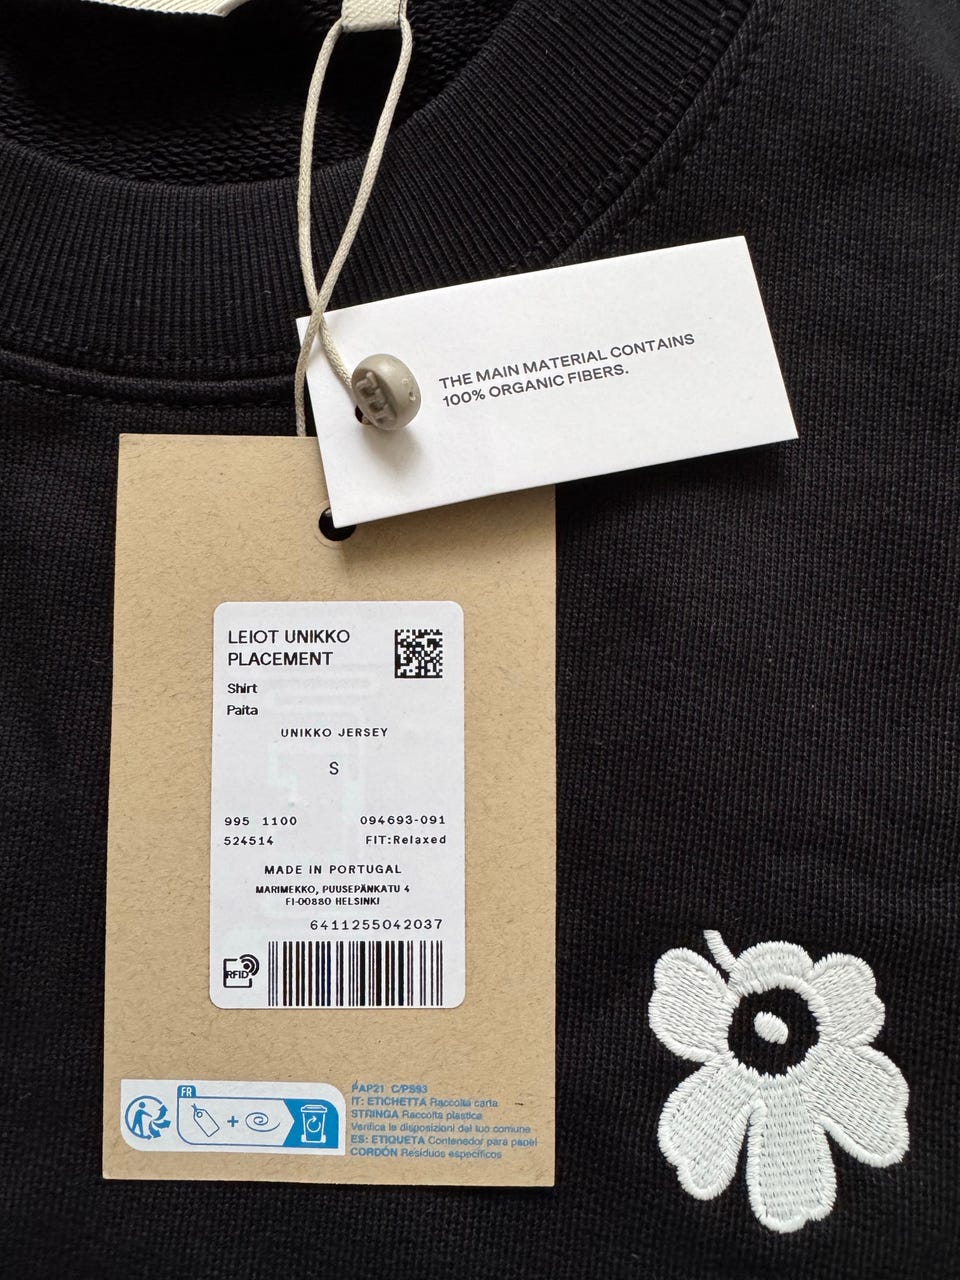 THE MAIN MATERIAL CONTAINS
100% ORGANIC FIBERS.
LEIOT UNIKKO
PLACEMENT
Shirt
Paita
UNIKKO JERSEY
S
995 1100 094693-091
524514 FIT:Relaxed
MADE IN PORTUGAL
MARIMEKKO, PUUSEPÄNKATU 4
FI-00880 HELSINKI
6411255042037
RFID
FR
PAP21 C/PS93
IT: ETICHETTA Raccolta carta
STRINGA Raccolta plastica
Verifica le disposizioni del tuo comune
ES: ETIQUETA Contenedor para papel
CORDÓN Residuos específicos